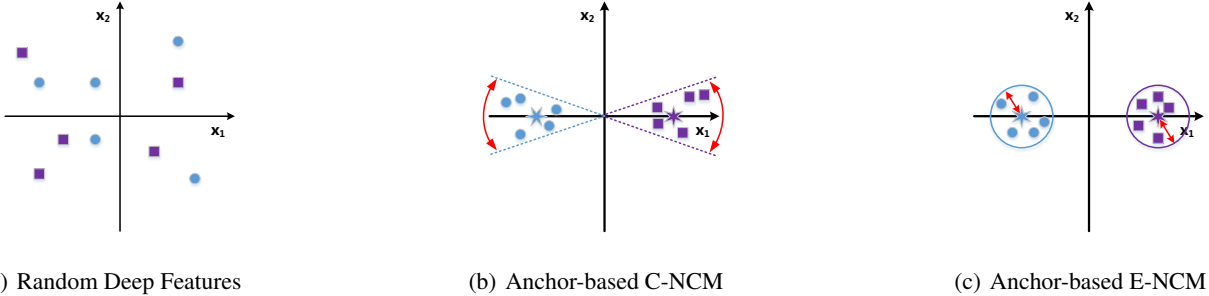 x2 x2 x2
x1 x1 x1
) Random Deep Features (b) Anchor-based C-NCM (c) Anchor-based E-NCM